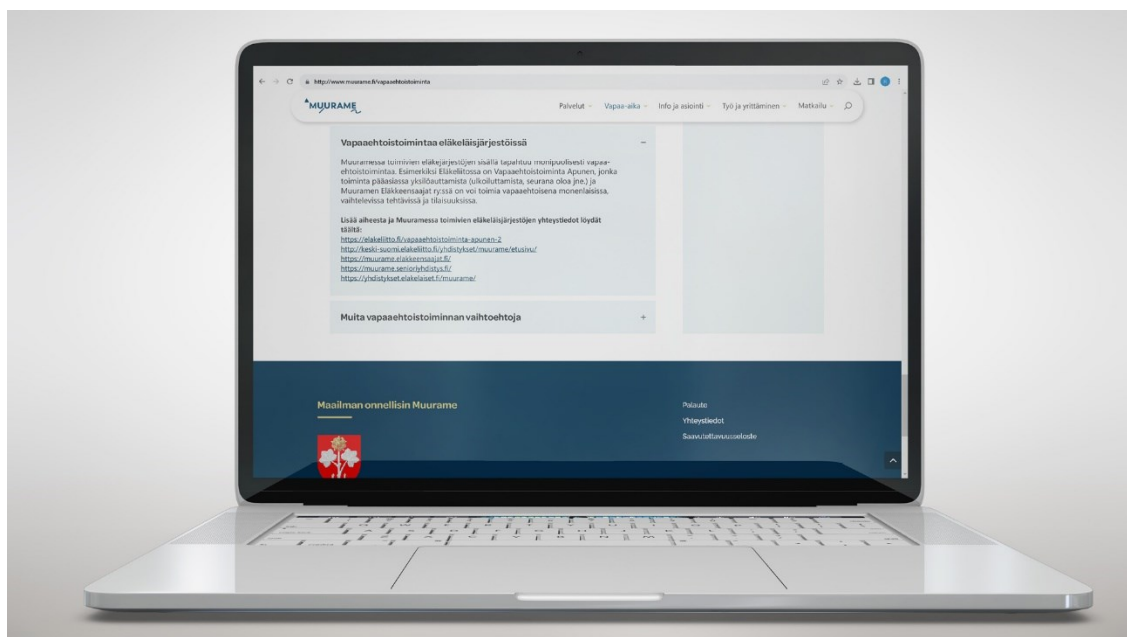 http://www.muurame.fi/vapaaehtoistoiminta
MUURAME
Palvelut
Vapaa-aika
Info ja asiointi
Työ ja yrittäminen
Matkailu
Vapaaehtoistoimintaa eläkeläisjärjestöissä
Muuramessa toimivien eläkejärjestöjen sisällä tapahtuu monipuolisesti vapaa-
ehtoistoimintaa. Esimerkiksi Eläkeliitossa on Vapaaehtoistoiminta Apunen, jonka
toiminta pääasiassa yksilöauttamista (ulkoiluttamista, seurana oloa jne.) ja
Muuramen Eläkkeensaajat ry:ssä on voi toimia vapaaehtoisena monenlaisissa,
vaihtelevissa tehtävissä ja tilaisuuksissa.
Lisää aiheesta ja Muuramessa toimivien eläkeläisjärjestöjen yhteystiedot löydät
täältä:
https://elakeliitto.fi/vapaaehtoistoiminta-apunen-2
http://keski-suomi.elakeliitto.fi/yhdistykset/muurame/etusivu/
https://muurame.elakkeensaajat.fi/
https://muurame.senioriyhdistys.fi/
https://yhdistykset.elakelaiset.fi/muurame/
Muita vapaaehtoistoiminnan vaihtoehtoja
Maailman onnellisin Muurame
Palaute
Yhteystiedot
Saavutettavuusseloste